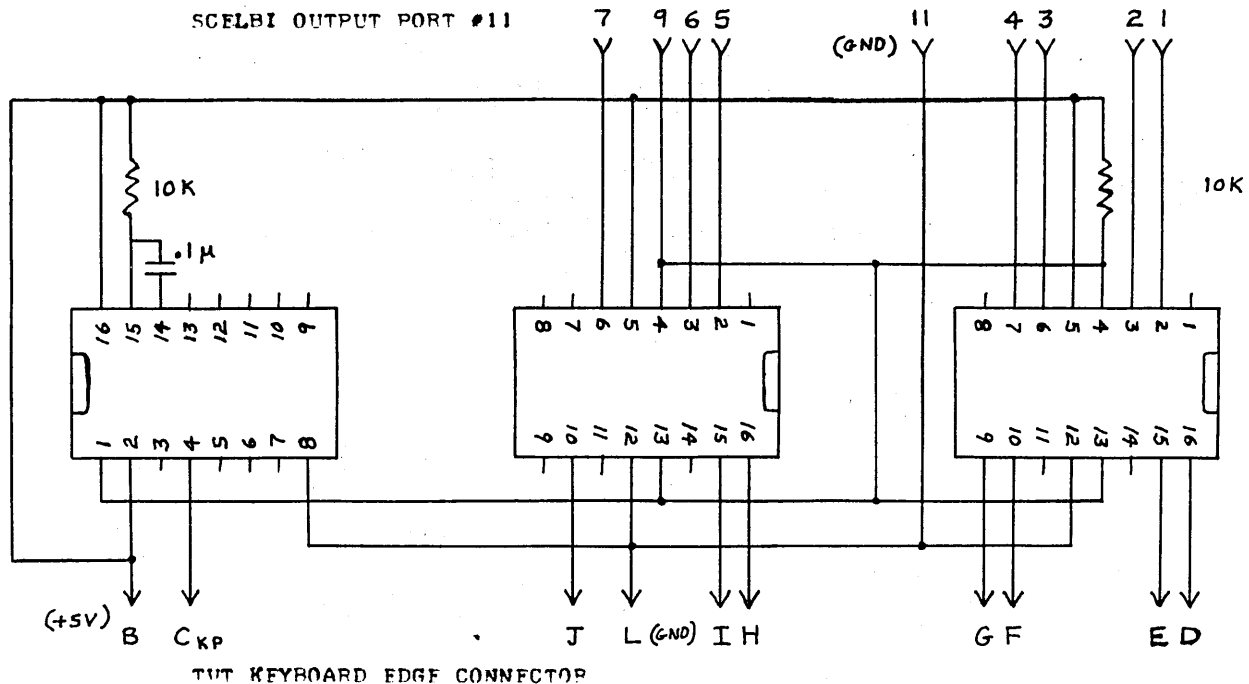 SCELBI OUTPUT PORT #11
7 9 6 5 11 4 3 2 1
(GND)
10K
.1µ
10K
16 15 14 13 12 11 10 9
8 7 6 5 4 3 2 1
8 7 6 5 4 3 2 1
1 2 3 4 5 6 7 8
9 10 11 12 13 14 15 16
9 10 11 12 13 14 15 16
(+5V) B C KP J L (GND) I H G F E D
TVT KEYBOARD EDGE CONNECTOR